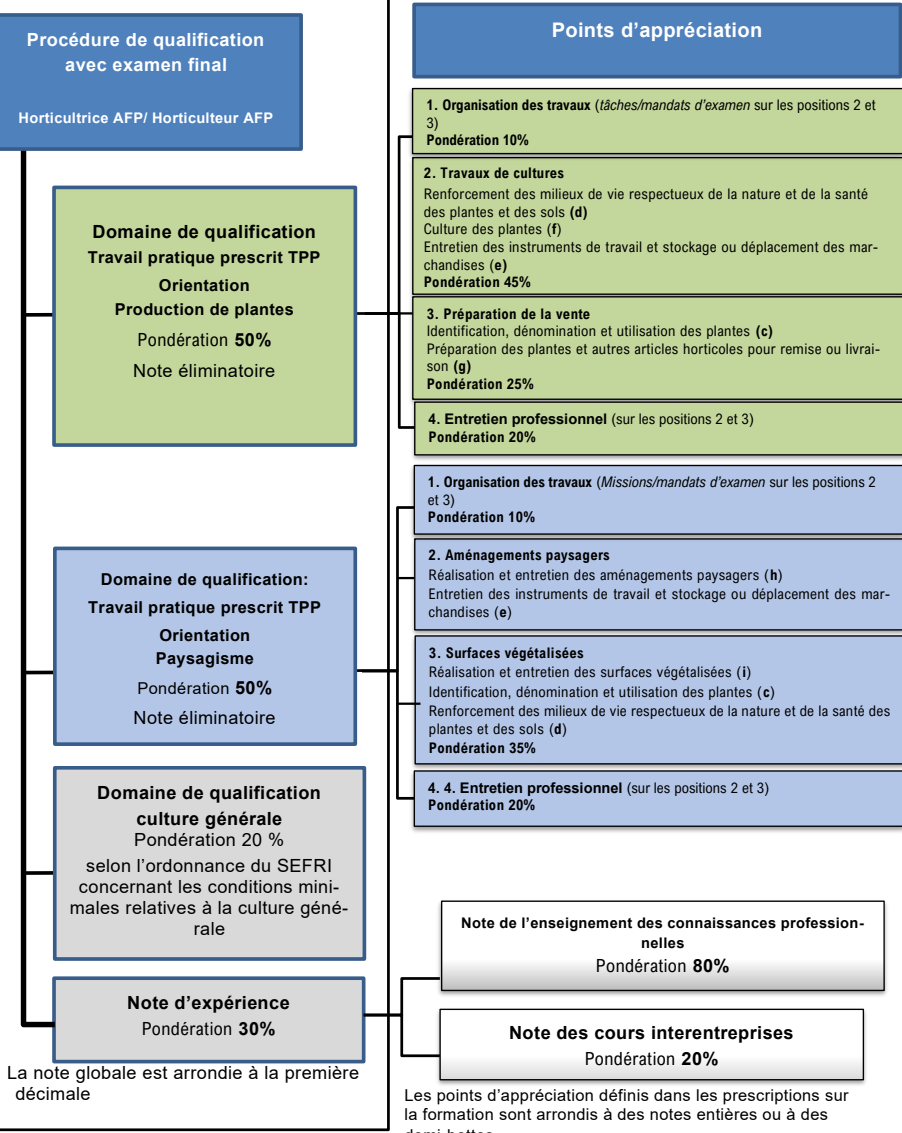 Procédure de qualification
avec examen final
Horticultrice AFP/ Horticulteur AFP
Domaine de qualification
Travail pratique prescrit TPP
Orientation
Production de plantes
Pondération 50%
Note éliminatoire
Domaine de qualification:
Travail pratique prescrit TPP
Orientation
Paysagisme
Pondération 50%
Note éliminatoire
Domaine de qualification
culture générale
Pondération 20 %
selon l'ordonnance du SEFRI
concernant les conditions mini-
males relatives à la culture géné-
rale
Note d'expérience
Pondération 30%
La note globale est arrondie à la première
décimale
Points d'appréciation
1. Organisation des travaux (tâches/mandats d'examen sur les positions 2 et
3)
Pondération 10%
2. Travaux de cultures
Renforcement des milieux de vie respectueux de la nature et de la santé
des plantes et des sols (d)
Culture des plantes (f)
Entretien des instruments de travail et stockage ou déplacement des mar-
chandises (e)
Pondération 45%
3. Préparation de la vente
Identification, dénomination et utilisation des plantes (c)
Préparation des plantes et autres articles horticoles pour remise ou livrai-
son (g)
Pondération 25%
4. Entretien professionnel (sur les positions 2 et 3)
Pondération 20%
1. Organisation des travaux (Missions/mandats d'examen sur les positions 2
et 3)
Pondération 10%
2. Aménagements paysagers
Réalisation et entretien des aménagements paysagers (h)
Entretien des instruments de travail et stockage ou déplacement des mar-
chandises (e)
3. Surfaces végétalisées
Réalisation et entretien des surfaces végétalisées (i)
Identification, dénomination et utilisation des plantes (c)
Renforcement des milieux de vie respectueux de la nature et de la santé des
plantes et des sols (d)
Pondération 35%
4. 4. Entretien professionnel (sur les positions 2 et 3)
Pondération 20%
Note de l'enseignement des connaissances profession-
nelles
Pondération 80%
Note des cours interentreprises
Pondération 20%
Les points d'appréciation définis dans les prescriptions sur
la formation sont arrondis à des notes entières ou à des